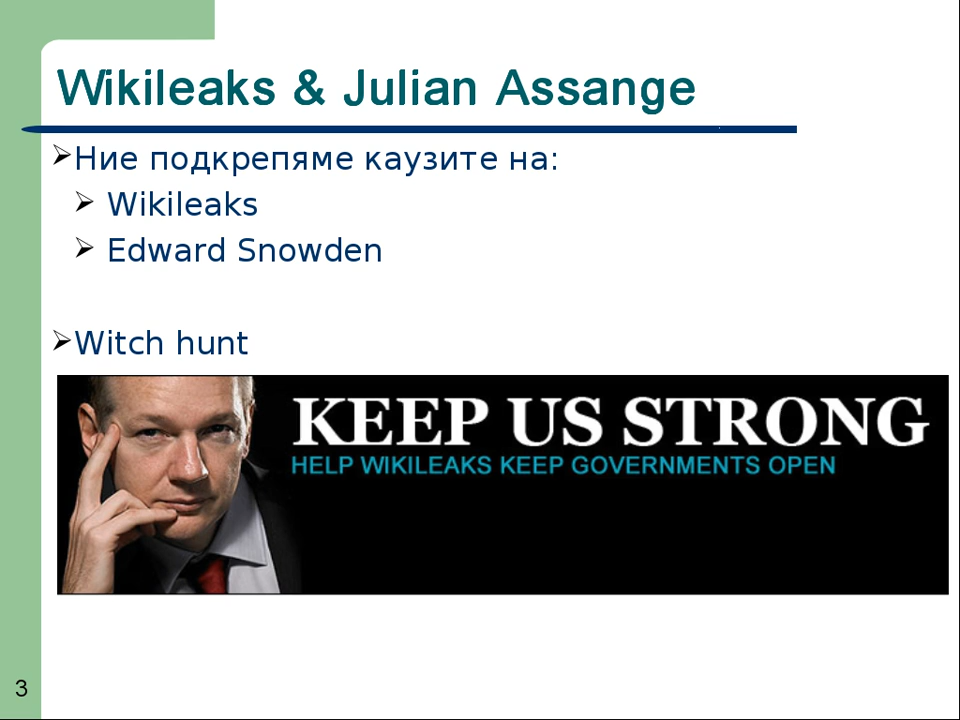 Wikileaks & Julian Assange
Ние подкрепяме каузите на:
Wikileaks
Edward Snowden
Witch hunt
KEEP US STRONG
HELP WIKILEAKS KEEP GOVERNMENTS OPEN
3